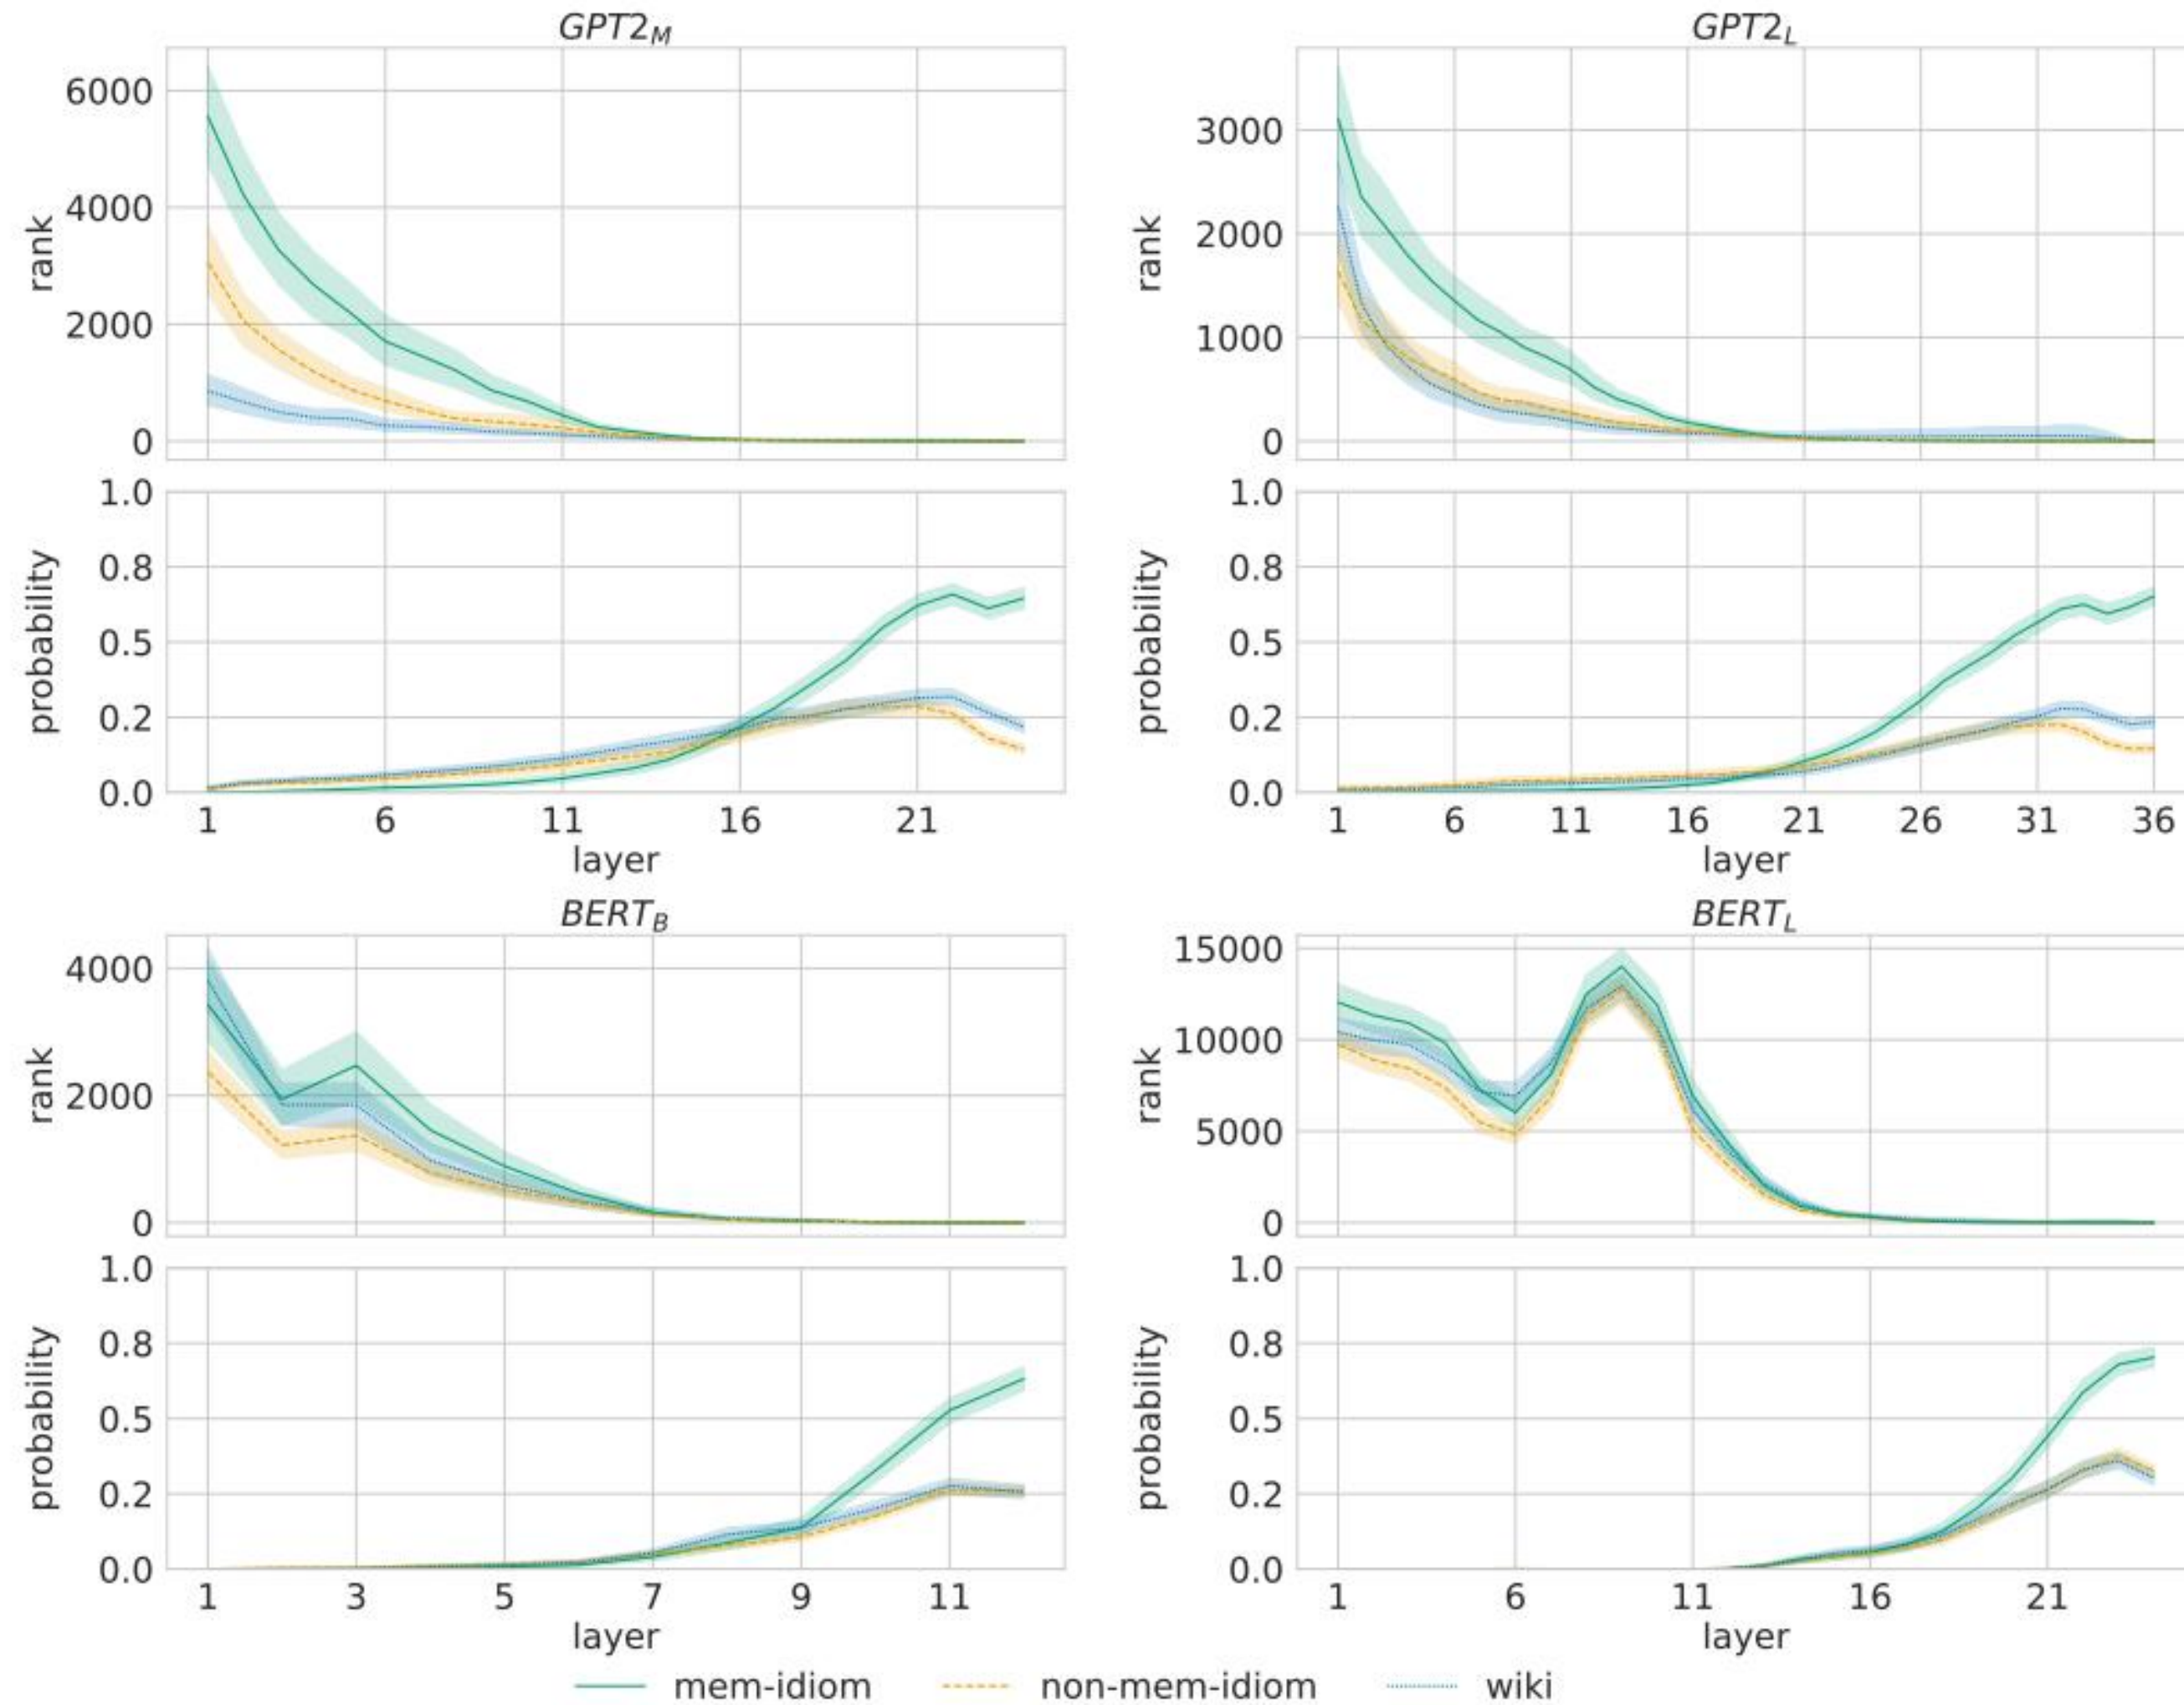 GPT2M
GPT2L
6000
4000
2000
0
rank
3000
2000
1000
0
rank
1.0
0.8
0.5
0.2
0.0
probability
1 6 11 16 21
layer
1.0
0.8
0.5
0.2
0.0
probability
1 6 11 16 21 26 31 36
layer
BERTB
BERTL
4000
2000
0
rank
15000
10000
5000
0
rank
1.0
0.8
0.5
0.2
0.0
probability
1 3 5 7 9 11
layer
1.0
0.8
0.5
0.2
0.0
probability
1 6 11 16 21
layer
mem-idiom non-mem-idiom wiki